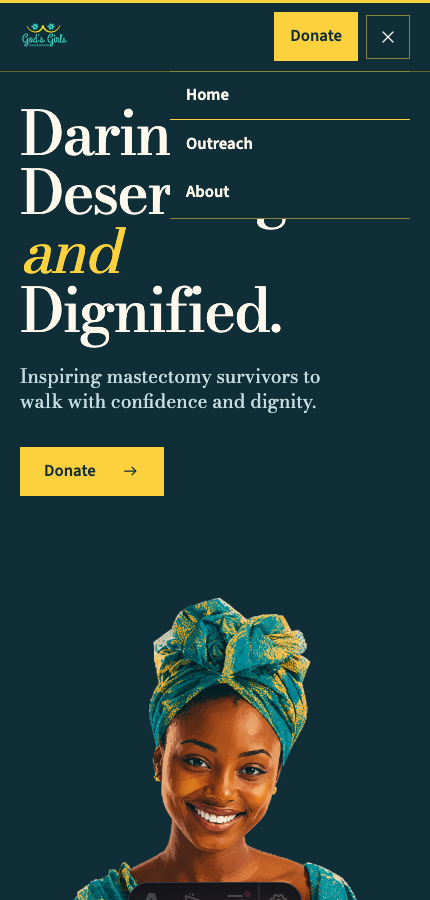 God's Girls
Donate
Home
Outreach
About
Darin
Deser
and
Dignified.
Inspiring mastectomy survivors to
walk with confidence and dignity.
Donate